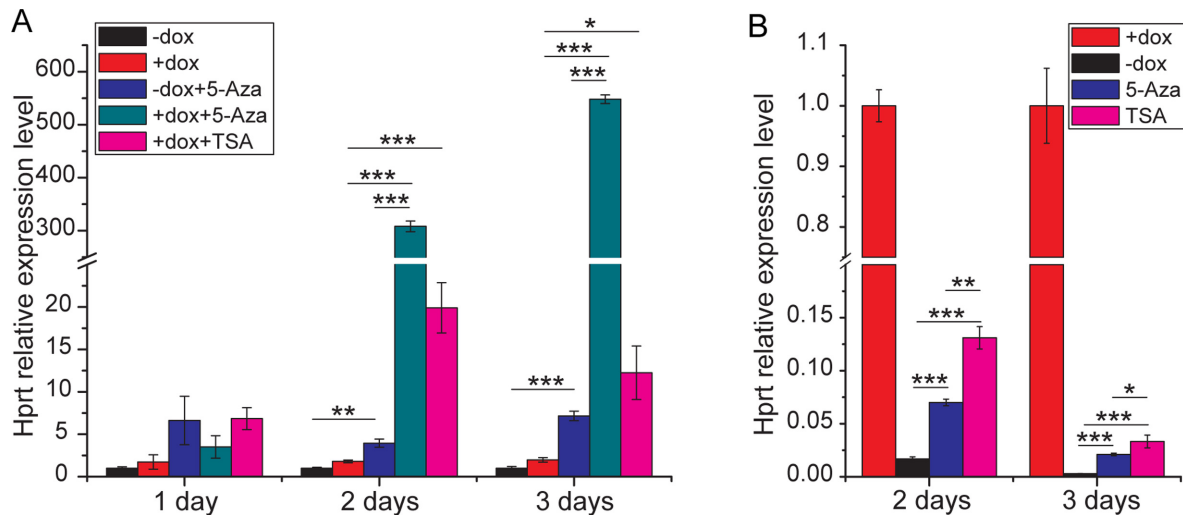 A
-dox
+dox
-dox+5-Aza
+dox+5-Aza
+dox+TSA
Hprt relative expression level
600
550
500
450
400
350
300
20
15
10
5
0
**
***
***
***
***
***
***
*
1 day
2 days
3 days
B
+dox
-dox
5-Aza
TSA
Hprt relative expression level
1.1
1.0
0.9
0.8
0.15
0.10
0.05
0.00
**
***
***
*
***
***
2 days
3 days